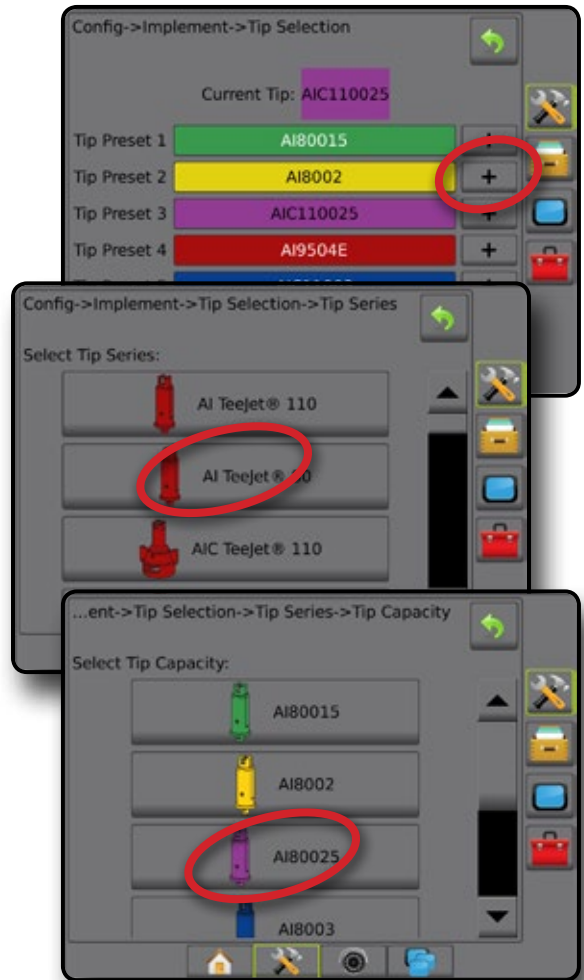 Config->Implement->Tip Selection
Current Tip: AIC110025
Tip Preset 1 AI80015 +
Tip Preset 2 AI8002 +
Tip Preset 3 AIC110025 +
Tip Preset 4 AI9504E +
Config->Implement->Tip Selection->Tip Series
Select Tip Series:
AI TeeJet® 110
AI TeeJet® 80
AIC TeeJet® 110
...ent->Tip Selection->Tip Series->Tip Capacity
Select Tip Capacity:
AI80015
AI8002
AI80025
AI8003